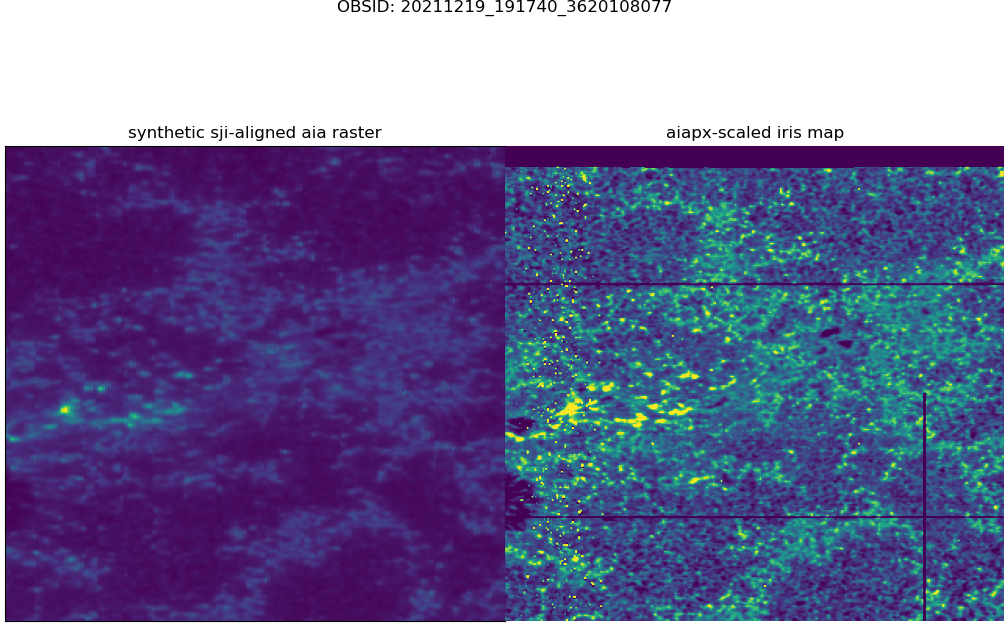 OBSID: 20211219_191740_3620108077
synthetic sji-aligned aia raster
aiapx-scaled iris map